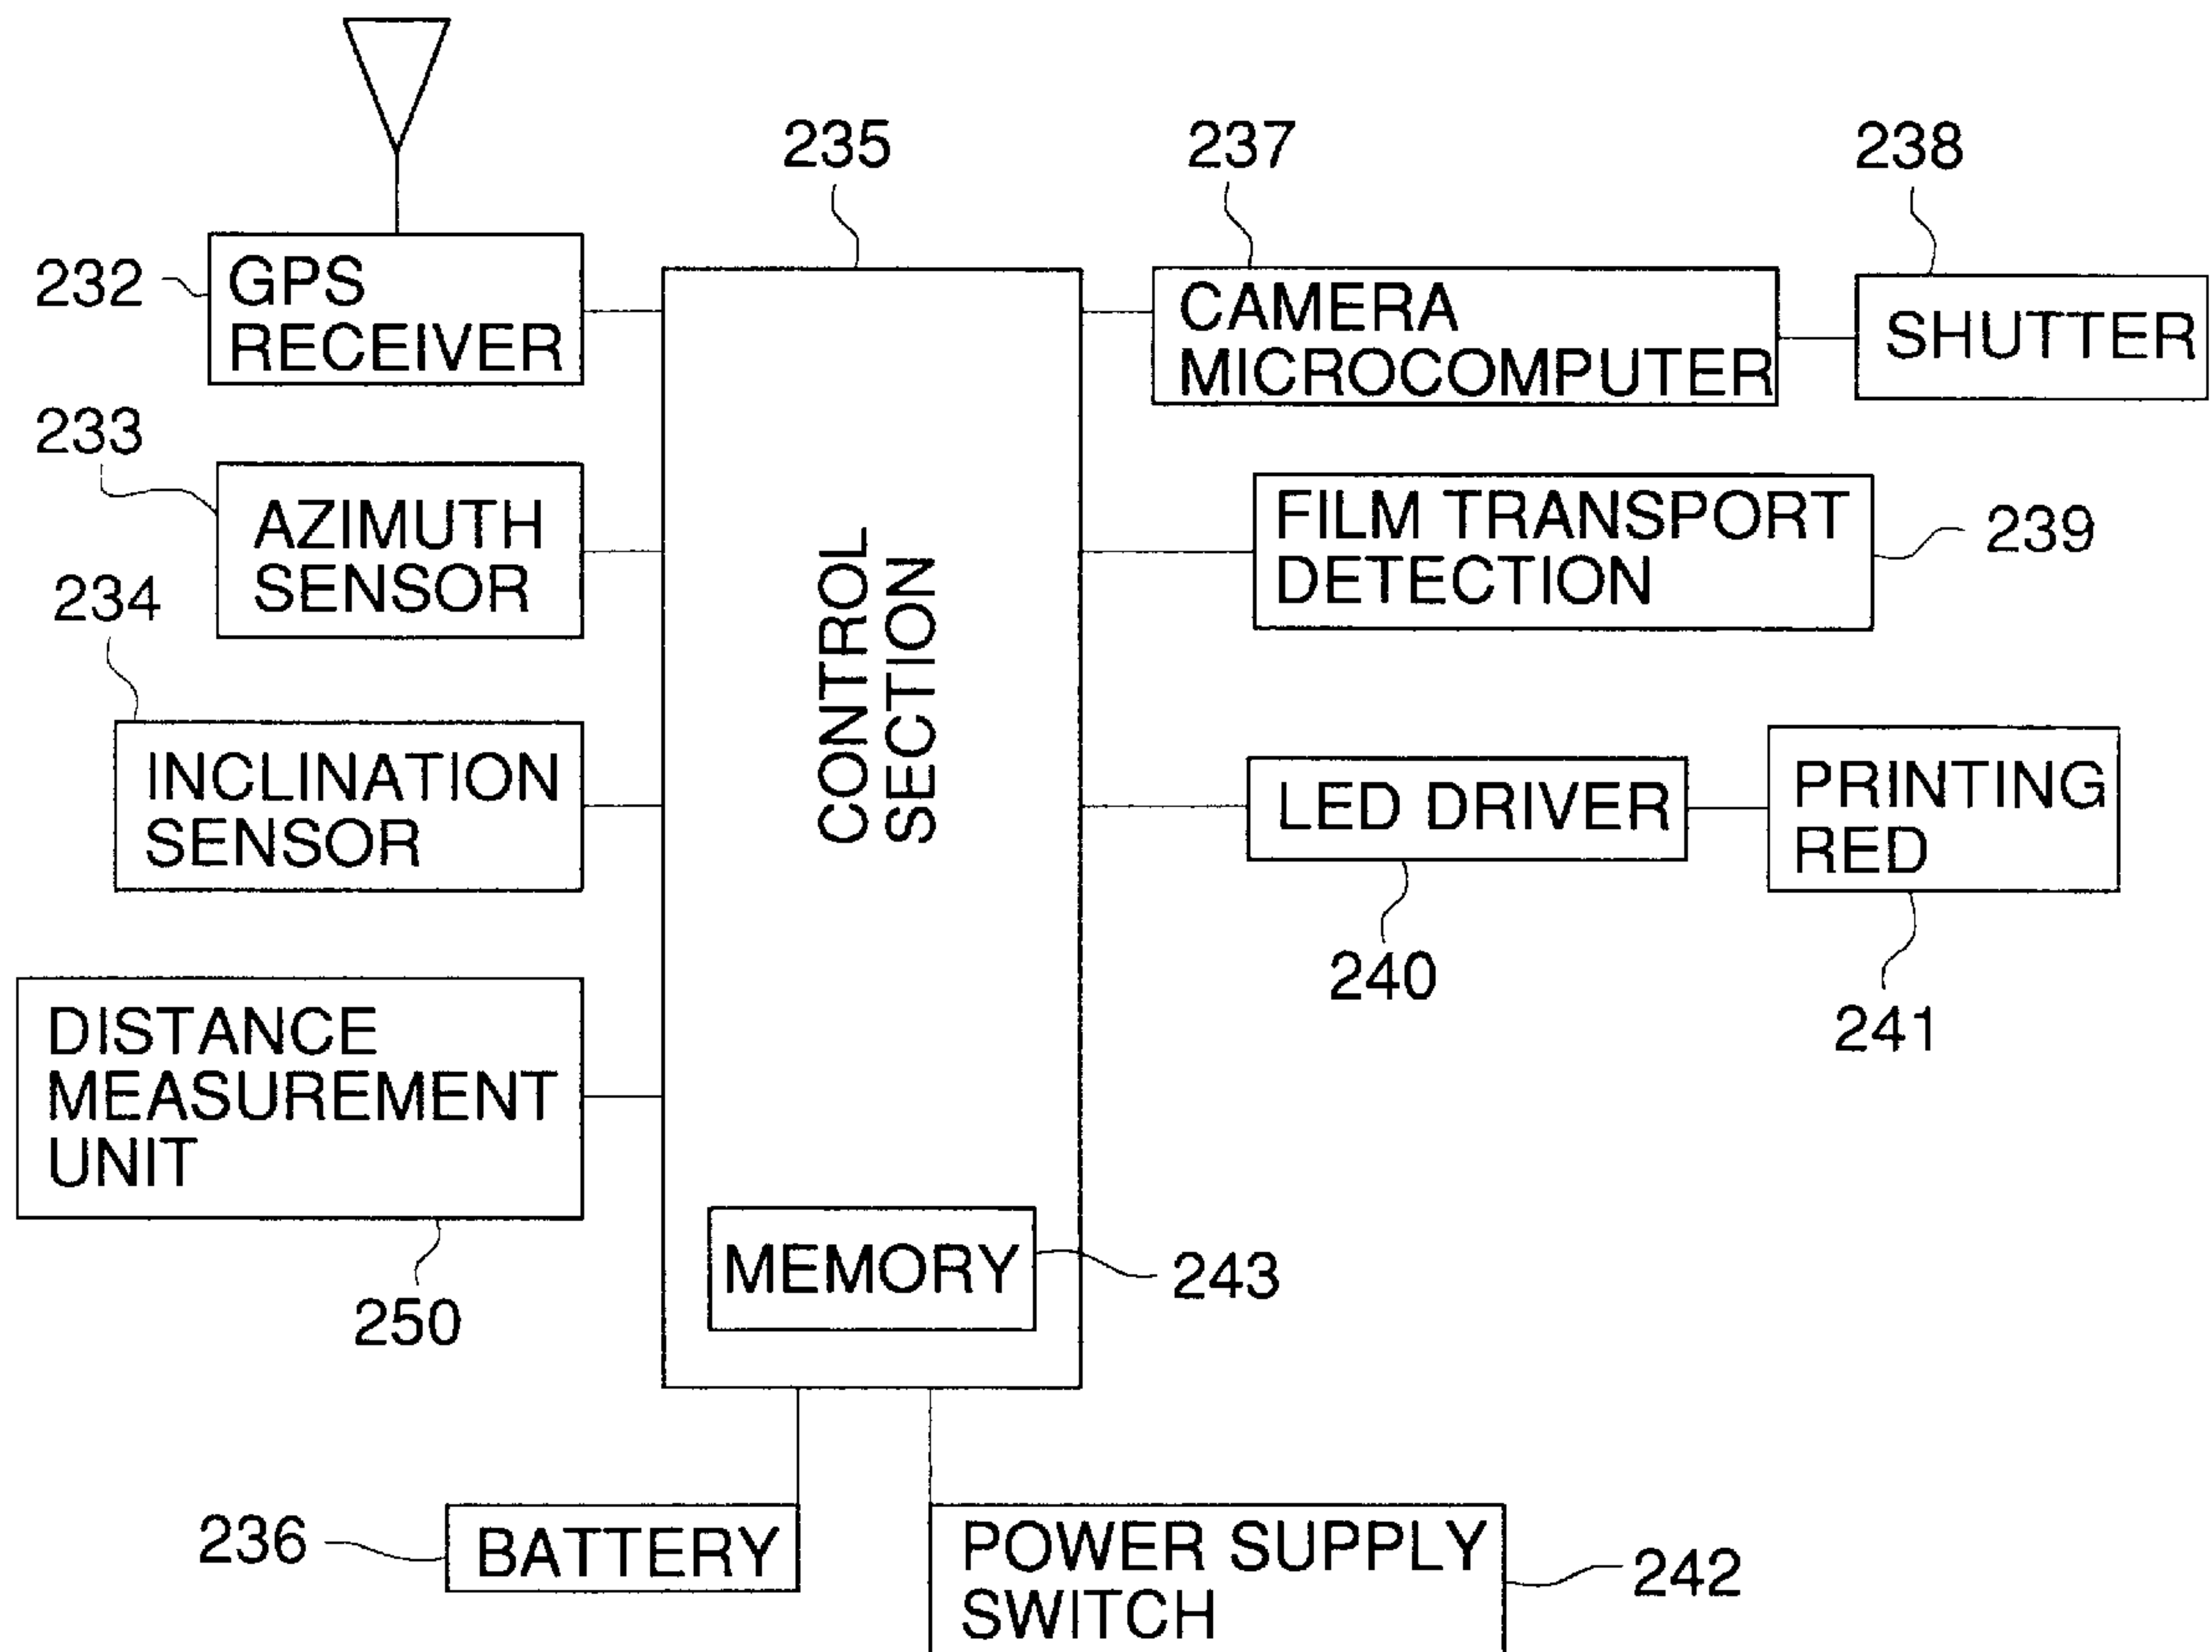 235
237
238
232
GPS
RECEIVER
CAMERA
MICROCOMPUTER
SHUTTER
233
AZIMUTH
SENSOR
FILM TRANSPORT
DETECTION
239
234
CONTROL
SECTION
INCLINATION
SENSOR
LED DRIVER
PRINTING
RED
240
241
DISTANCE
MEASUREMENT
UNIT
250
MEMORY
243
236
BATTERY
POWER SUPPLY
SWITCH
242